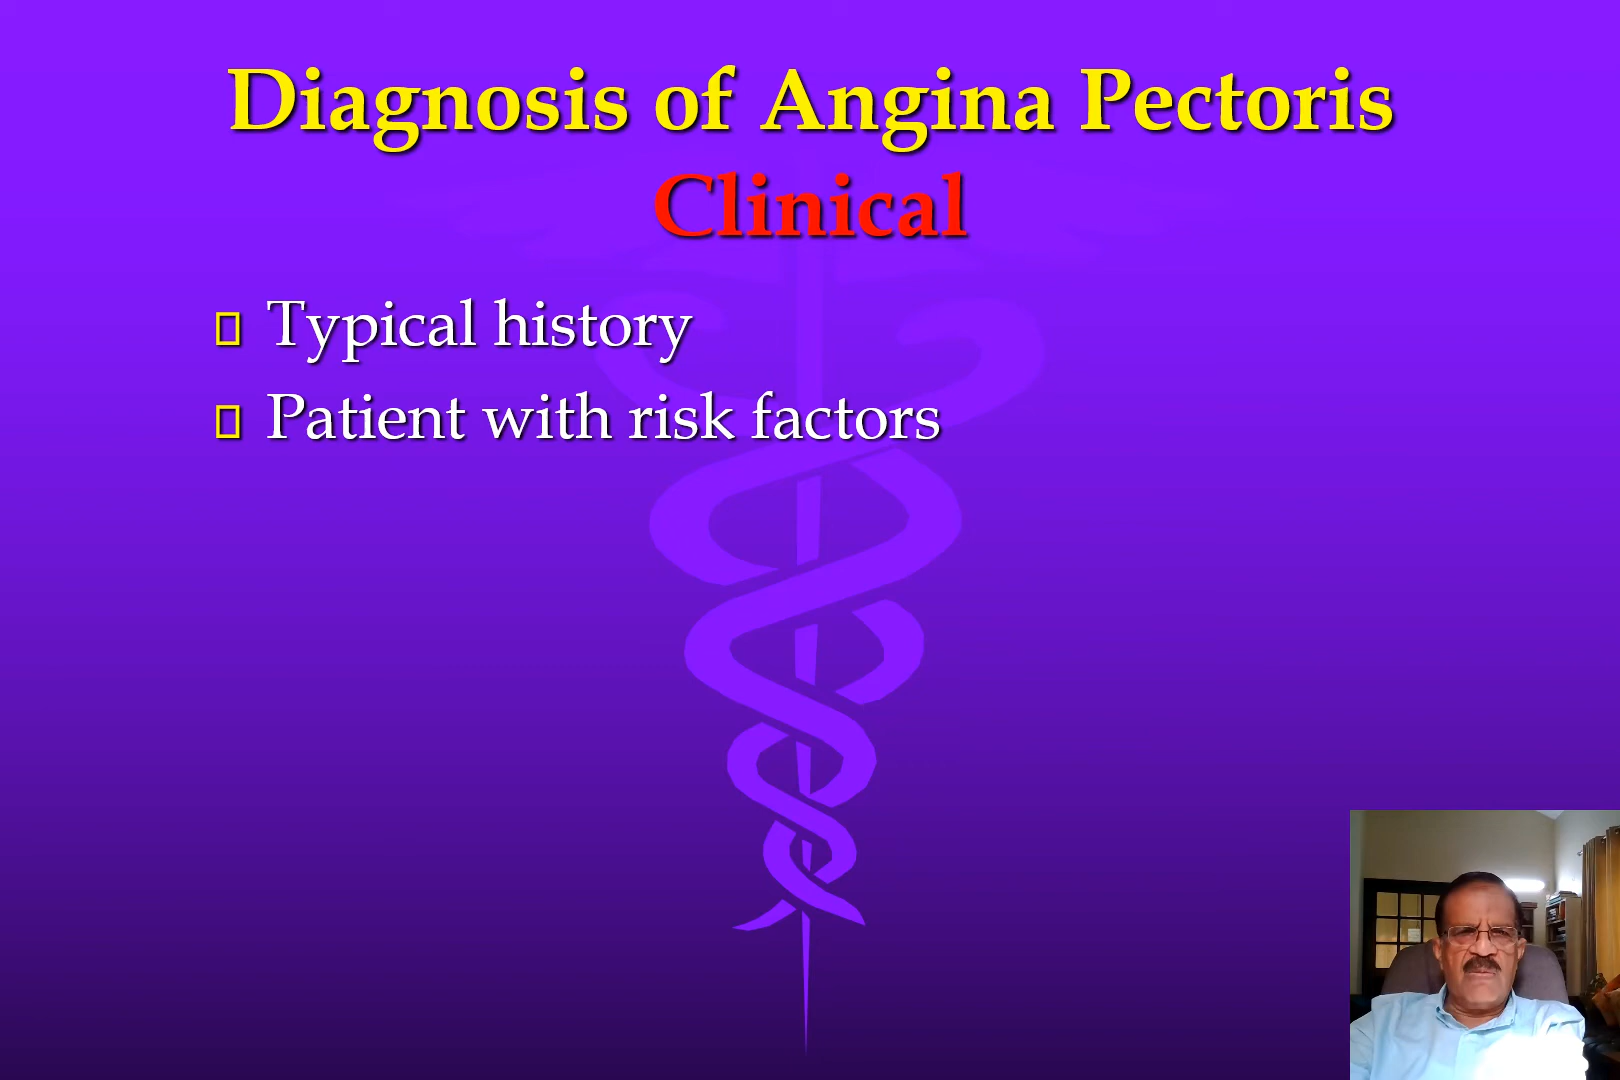 Diagnosis of Angina Pectoris
Clinical
Typical history
Patient with risk factors